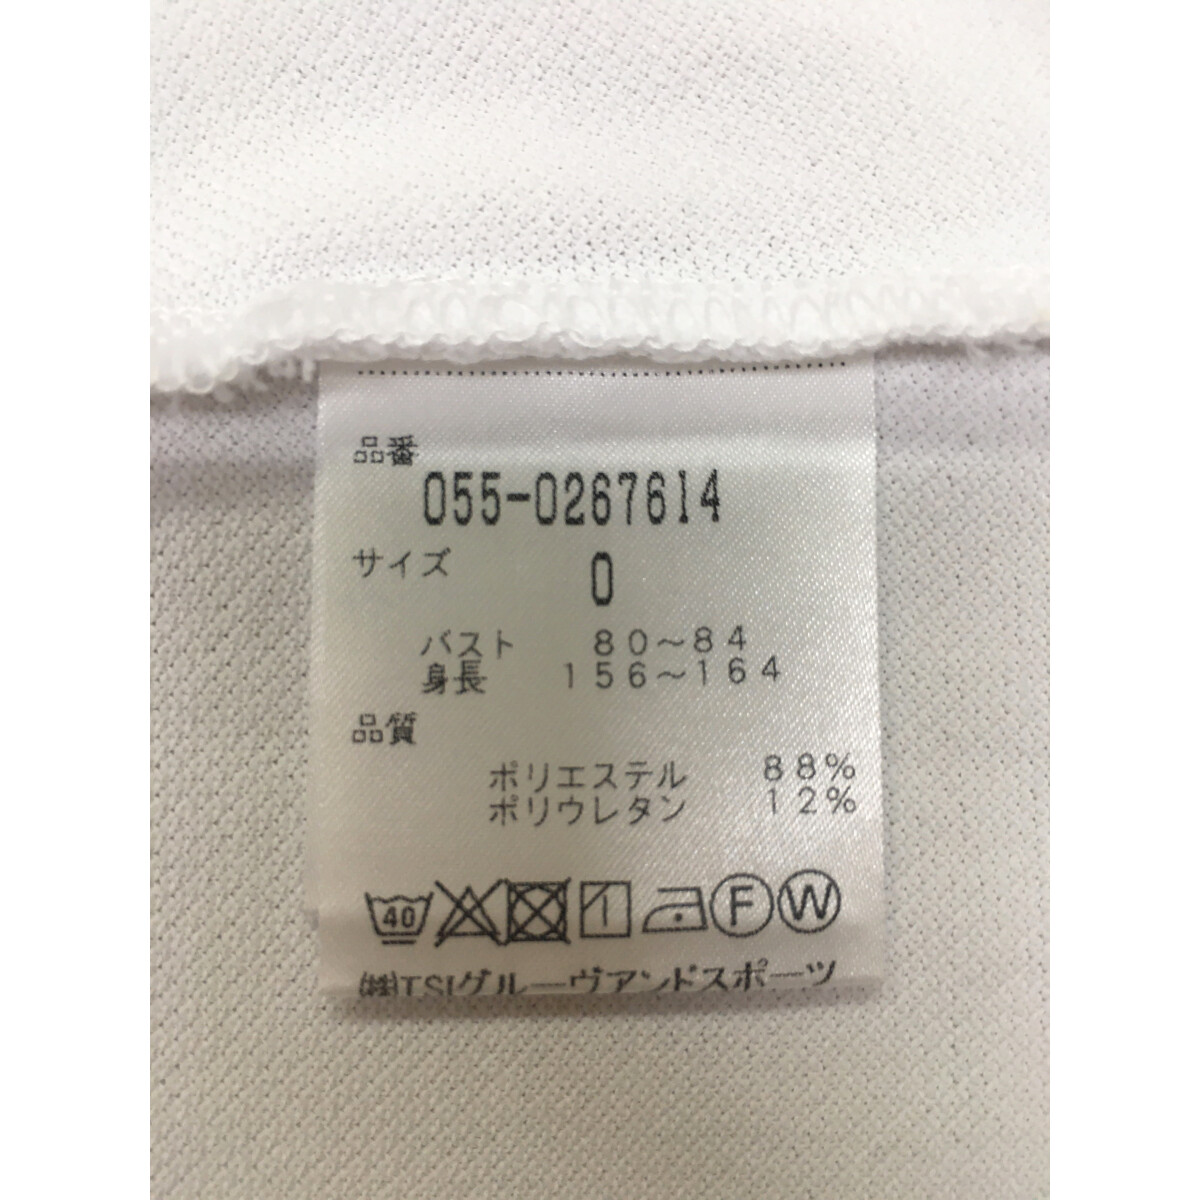 品番
055-0267614
サイズ 0
バスト 80～84
身長 156～164
品質
ポリエステル 88%
ポリウレタン 12%
40 F W
㈱TSIグルーヴアンドスポーツ